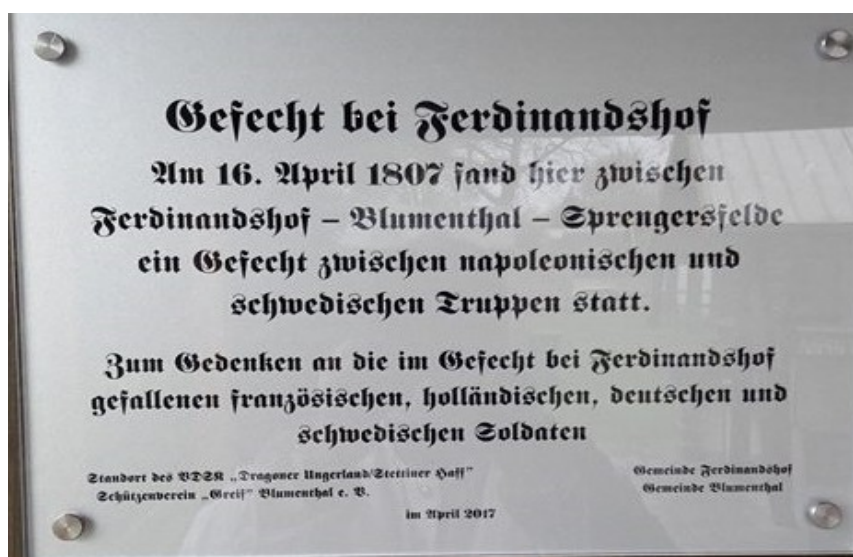 Gefecht bei Ferdinandshof
Am 16. April 1807 fand hier zwischen
Ferdinandshof – Blumenthal – Sprengersfelde
ein Gefecht zwischen napoleonischen und
schwedischen Truppen statt.
Zum Gedenken an die im Gefecht bei Ferdinandshof
gefallenen französischen, holländischen, deutschen und
schwedischen Soldaten
Standort des VDSK „Dragoner Ungerland/Stettiner Haff"
Schützenverein „Greif" Blumenthal e. V.
Gemeinde Ferdinandshof
Gemeinde Blumenthal
im April 2017